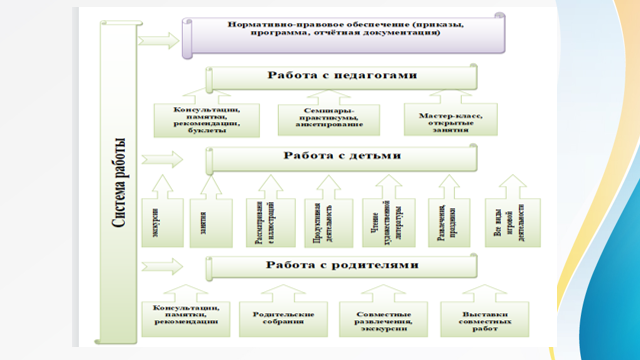 Нормативно-правовое обеспечение (приказы,
программа, отчётная документация)
Система работы
Работа с педагогами
Консультации,
памятки,
рекомендации,
буклеты
Семинары-
практикумы,
анкетирование
Мастер-класс,
открытые
занятия
Работа с детьми
экскурсии
занятия
Рассматривани
е иллюстраций
Продуктивная
деятельность
Чтение
художественной
литературы
Развлечения,
праздники
Все виды
игровой
деятельности
Работа с родителями
Консультации,
памятки,
рекомендации
Родительские
собрания
Совместные
развлечения,
экскурсии
Выставки
совместных
работ